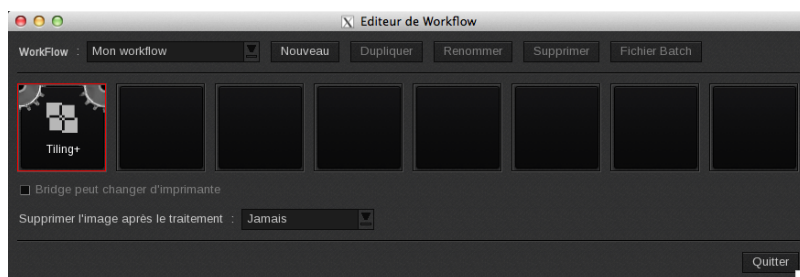 Editeur de Workflow
WorkFlow : Mon workflow Nouveau Dupliquer Renommer Supprimer Fichier Batch
Tiling+
Bridge peut changer d'imprimante
Supprimer l'image après le traitement : Jamais
Quitter